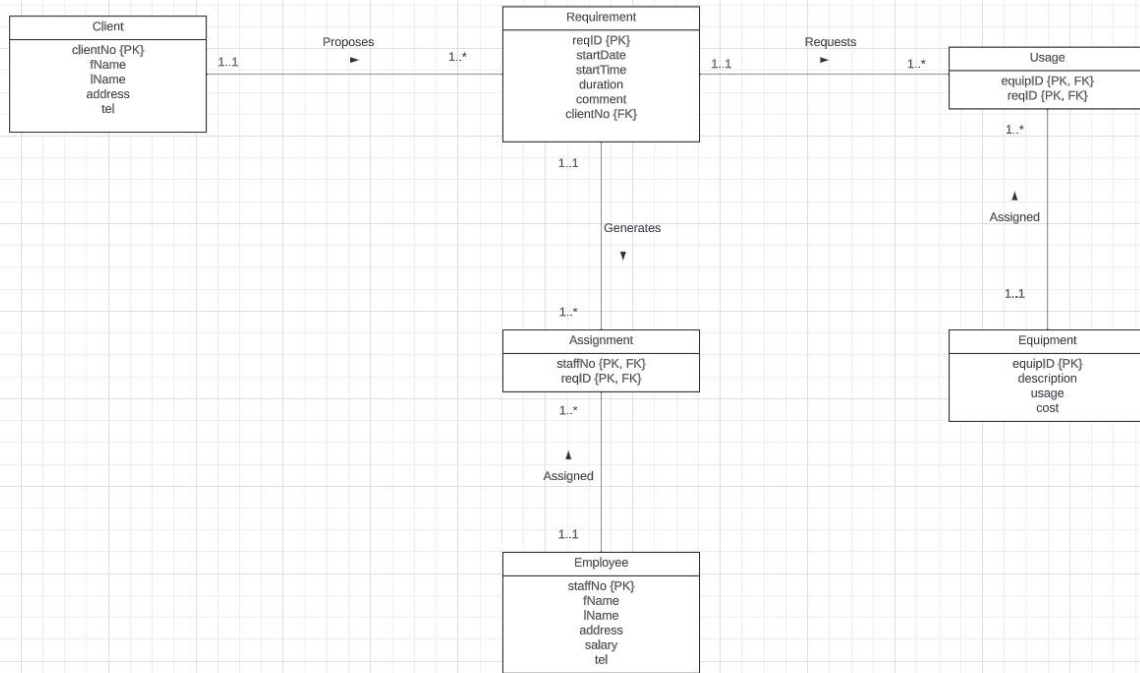 Client
clientNo {PK}
fName
lName
address
tel
1..1
Proposes
►
1..*
Requirement
reqID {PK}
startDate
startTime
duration
comment
clientNo {FK}
1..1
Requests
►
1..*
Usage
equipID {PK, FK}
reqID {PK, FK}
1..*
▲
Assigned
1..1
Equipment
equipID {PK}
description
usage
cost
1..1
Generates
▼
1..*
Assignment
staffNo {PK, FK}
reqID {PK, FK}
1..*
▲
Assigned
1..1
Employee
staffNo {PK}
fName
lName
address
salary
tel